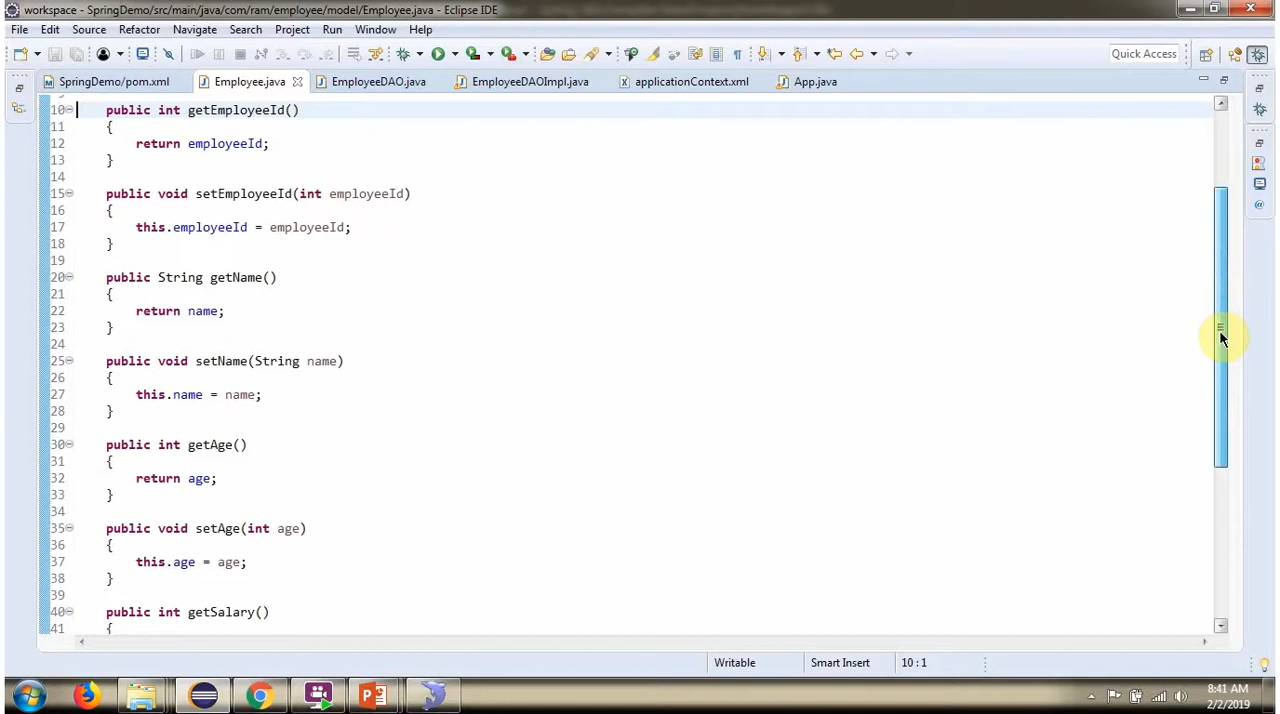 workspace - SpringDemo/src/main/java/com/ram/employee/model/Employee.java - Eclipse IDE
File Edit Source Refactor Navigate Search Project Run Window Help
Quick Access
SpringDemo/pom.xml Employee.java EmployeeDAO.java EmployeeDAOImpl.java applicationContext.xml App.java
10 public int getEmployeeId()
11 {
12 return employeeId;
13 }
14
15 public void setEmployeeId(int employeeId)
16 {
17 this.employeeId = employeeId;
18 }
19
20 public String getName()
21 {
22 return name;
23 }
24
25 public void setName(String name)
26 {
27 this.name = name;
28 }
29
30 public int getAge()
31 {
32 return age;
33 }
34
35 public void setAge(int age)
36 {
37 this.age = age;
38 }
39
40 public int getSalary()
41 {
Writable Smart Insert 10 : 1
8:41 AM
2/2/2019